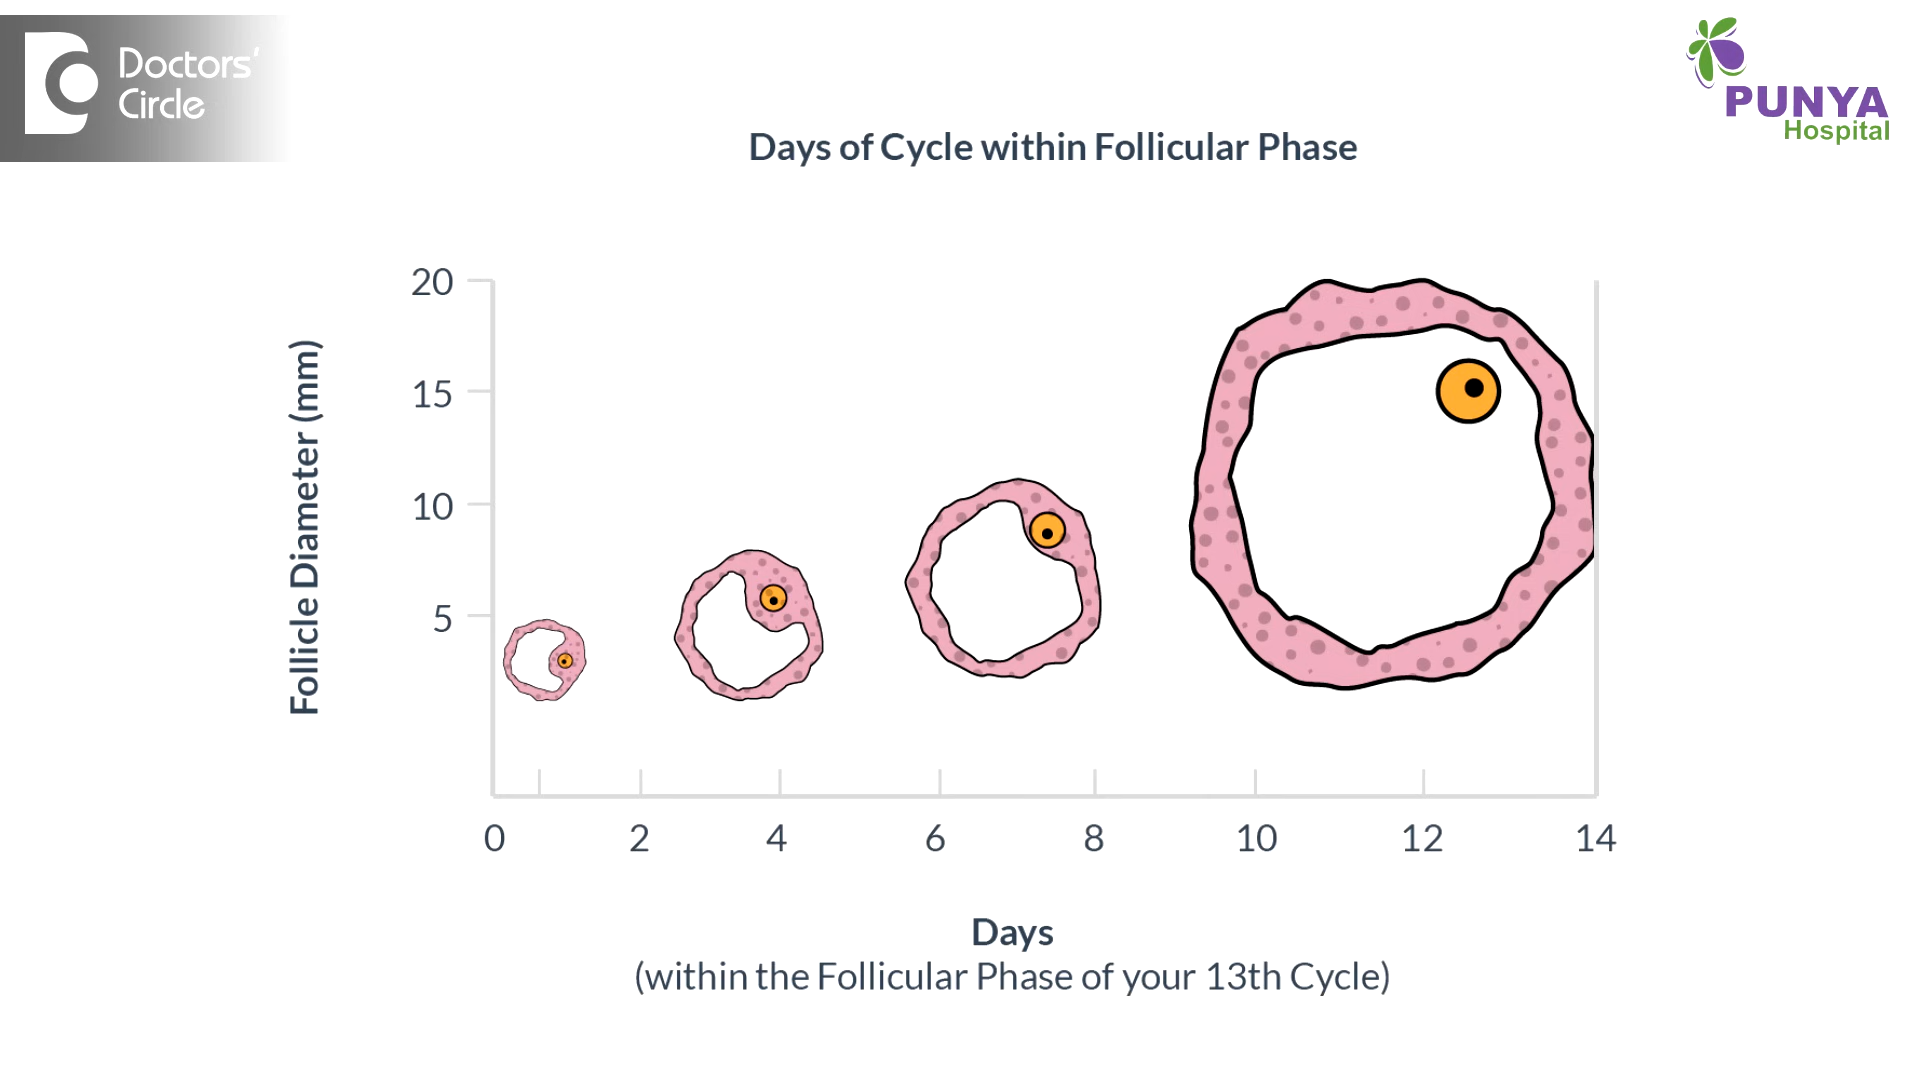 Doctors'
Circle
PUNYA
Hospital
Days of Cycle within Follicular Phase
Follicle Diameter (mm)
20
15
10
5
0 2 4 6 8 10 12 14
Days
(within the Follicular Phase of your 13th Cycle)